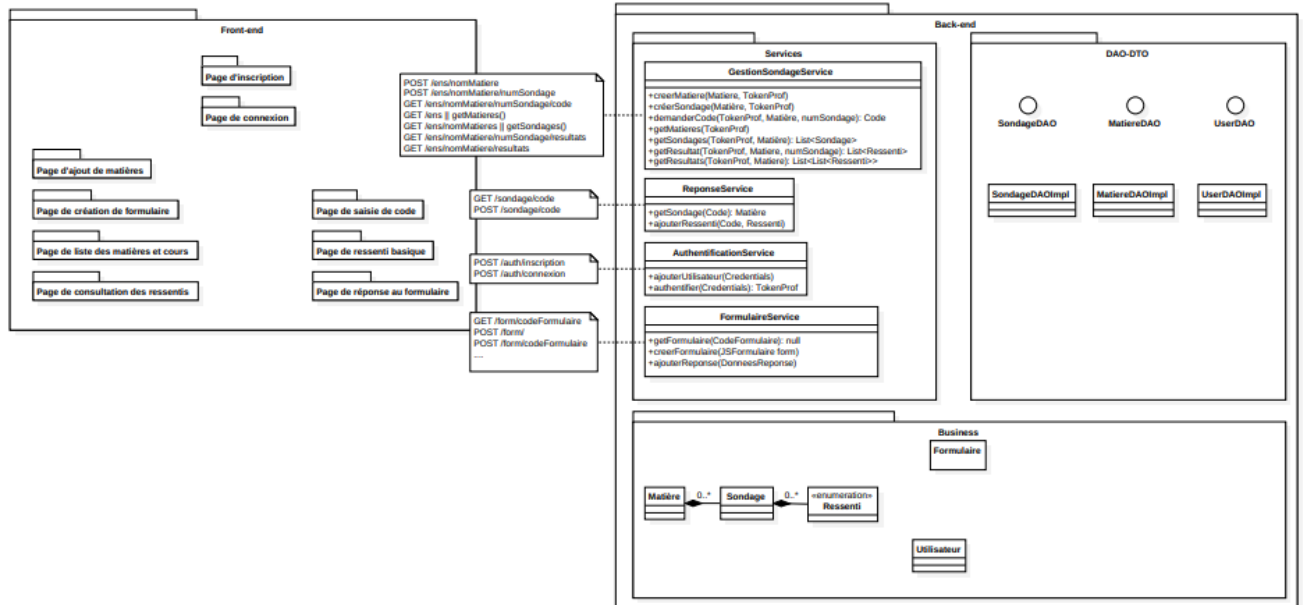 Front-end
Page d'inscription
Page de connexion
Page d'ajout de matières
Page de création de formulaire
Page de liste des matières et cours
Page de consultation des ressentis
Page de saisie de code
Page de ressenti basique
Page de réponse au formulaire
POST /ens/nomMatiere
POST /ens/nomMatiere/numSondage
GET /ens/nomMatiere/numSondage/code
GET /ens || getMatieres()
GET /ens/nomMatieres || getSondages()
GET /ens/nomMatiere/numSondage/resultats
GET /ens/nomMatiere/resultats
GET /sondage/code
POST /sondage/code
POST /auth/inscription
POST /auth/connexion
GET /form/codeFormulaire
POST /form/
POST /form/codeFormulaire
....
Back-end
Services
GestionSondageService
+creerMatiere(Matiere, TokenProf)
+créerSondage(Matière, TokenProf)
+demanderCode(TokenProf, Matière, numSondage): Code
+getMatieres(TokenProf)
+getSondages(TokenProf, Matière): List<Sondage>
+getResultat(TokenProf, Matiere, numSondage): List<Ressenti>
+getResultats(TokenProf, Matiere): List<List<Ressenti>>
ReponseService
+getSondage(Code): Matière
+ajouterRessenti(Code, Ressenti)
AuthentificationService
+ajouterUtilisateur(Credentials)
+authentifier(Credentials): TokenProf
FormulaireService
+getFormulaire(CodeFormulaire): null
+creerFormulaire(JSFormulaire form)
+ajouterReponse(DonneesReponse)
DAO-DTO
SondageDAO
MatiereDAO
UserDAO
SondageDAOImpl
MatiereDAOImpl
UserDAOImpl
Business
Formulaire
Matière
0..*
Sondage
0..*
«enumeration»
Ressenti
Utilisateur